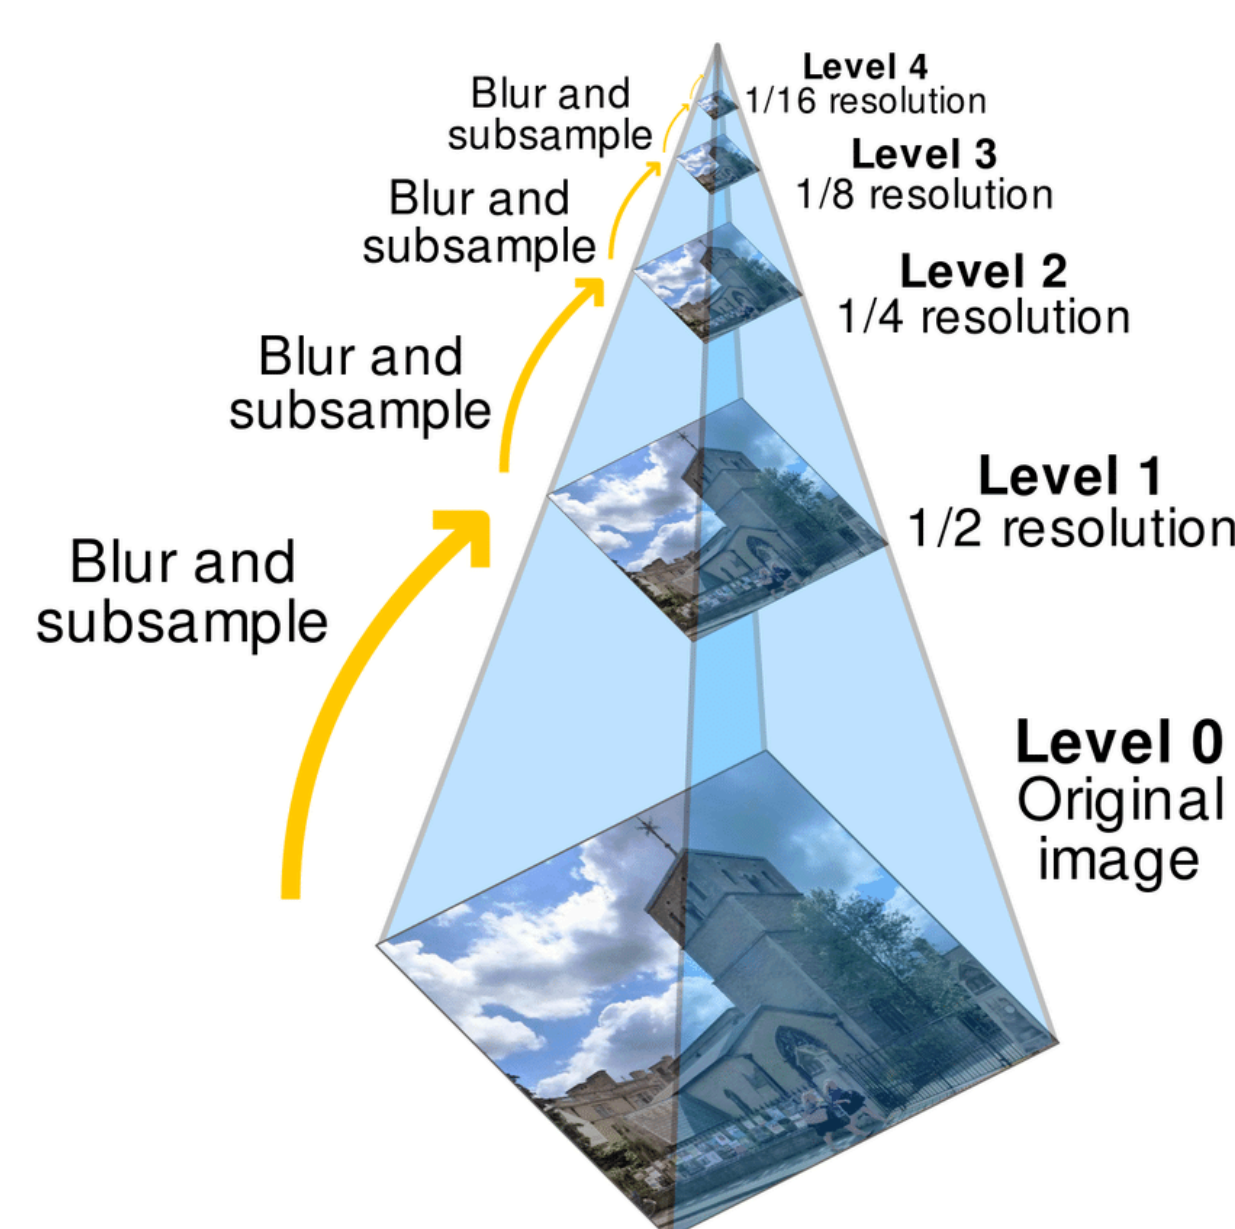 Level 4
1/16 resolution
Blur and
subsample
Level 3
1/8 resolution
Blur and
subsample
Level 2
1/4 resolution
Blur and
subsample
Level 1
1/2 resolution
Blur and
subsample
Level 0
Original
image